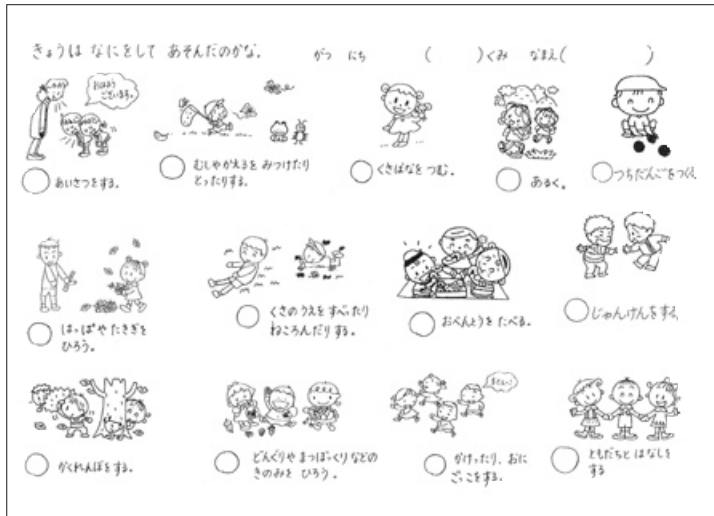 きょうは なにをして あそんだのかな。 がつ にち ( )くみ なまえ( )
おはよう
ございます。
あいさつをする。
むしやかえるを みつけたり
とったりする。
くさばなを つむ。
あるく。
つちだんごをつくる。
はっぱや たきぎを
ひろう。
くさのうえを すべったり
ねころんだり する。
おべんとうを たべる。
じゃんけんをする。
かくれんぼをする。
どんぐりや まつぼっくり などの
きのみを ひろう。
かけったり、おに
ごっこをする。
ともだちと はなしを
する